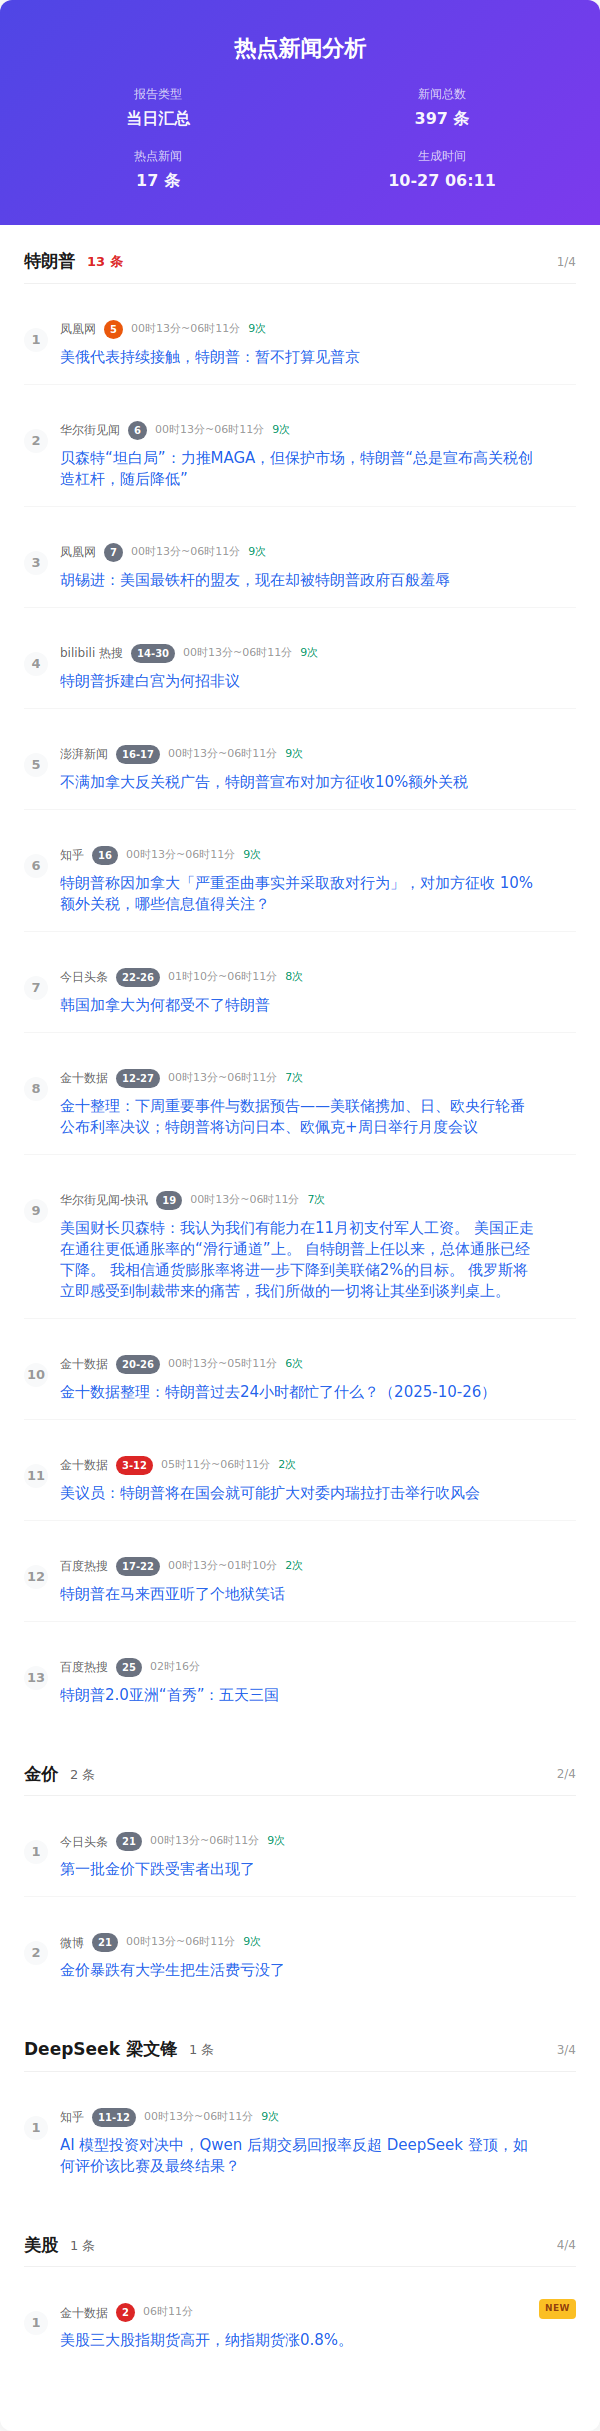 热点新闻分析
报告类型
当日汇总
新闻总数
397 条
热点新闻
17 条
生成时间
10-27 06:11
特朗普 13 条 1/4
1
凤凰网 5 00时13分~06时11分 9次
美俄代表持续接触，特朗普：暂不打算见普京
2
华尔街见闻 6 00时13分~06时11分 9次
贝森特“坦白局”：力推MAGA，但保护市场，特朗普“总是宣布高关税创
造杠杆，随后降低”
3
凤凰网 7 00时13分~06时11分 9次
胡锡进：美国最铁杆的盟友，现在却被特朗普政府百般羞辱
4
bilibili 热搜 14-30 00时13分~06时11分 9次
特朗普拆建白宫为何招非议
5
澎湃新闻 16-17 00时13分~06时11分 9次
不满加拿大反关税广告，特朗普宣布对加方征收10%额外关税
6
知乎 16 00时13分~06时11分 9次
特朗普称因加拿大「严重歪曲事实并采取敌对行为」，对加方征收 10%
额外关税，哪些信息值得关注？
7
今日头条 22-26 01时10分~06时11分 8次
韩国加拿大为何都受不了特朗普
8
金十数据 12-27 00时13分~06时11分 7次
金十整理：下周重要事件与数据预告——美联储携加、日、欧央行轮番
公布利率决议；特朗普将访问日本、欧佩克+周日举行月度会议
9
华尔街见闻-快讯 19 00时13分~06时11分 7次
美国财长贝森特：我认为我们有能力在11月初支付军人工资。 美国正走
在通往更低通胀率的“滑行通道”上。 自特朗普上任以来，总体通胀已经
下降。 我相信通货膨胀率将进一步下降到美联储2%的目标。 俄罗斯将
立即感受到制裁带来的痛苦，我们所做的一切将让其坐到谈判桌上。
10
金十数据 20-26 00时13分~05时11分 6次
金十数据整理：特朗普过去24小时都忙了什么？（2025-10-26）
11
金十数据 3-12 05时11分~06时11分 2次
美议员：特朗普将在国会就可能扩大对委内瑞拉打击举行吹风会
12
百度热搜 17-22 00时13分~01时10分 2次
特朗普在马来西亚听了个地狱笑话
13
百度热搜 25 02时16分
特朗普2.0亚洲“首秀”：五天三国
金价 2 条 2/4
1
今日头条 21 00时13分~06时11分 9次
第一批金价下跌受害者出现了
2
微博 21 00时13分~06时11分 9次
金价暴跌有大学生把生活费亏没了
DeepSeek 梁文锋 1 条 3/4
1
知乎 11-12 00时13分~06时11分 9次
AI 模型投资对决中，Qwen 后期交易回报率反超 DeepSeek 登顶，如
何评价该比赛及最终结果？
美股 1 条 4/4
1
金十数据 2 06时11分 NEW
美股三大股指期货高开，纳指期货涨0.8%。